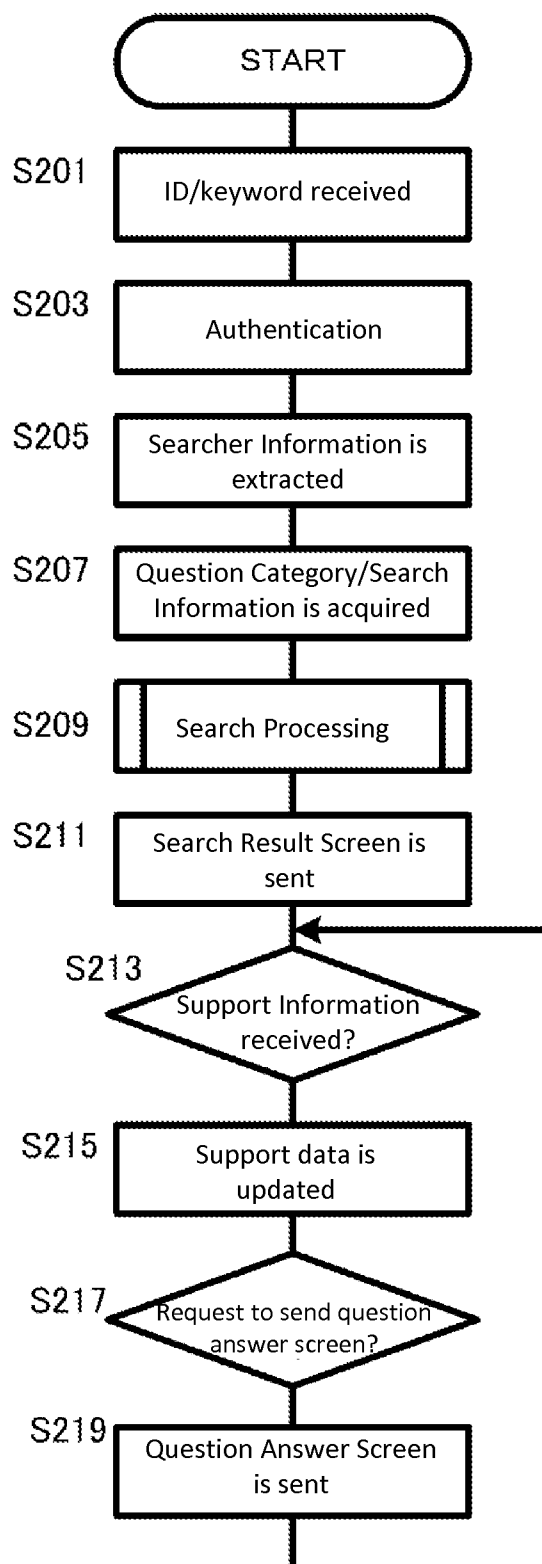 START
S201
ID/keyword received
S203
Authentication
S205
Searcher Information is
extracted
S207
Question Category/Search
Information is acquired
S209
Search Processing
S211
Search Result Screen is
sent
S213
Support Information
received?
S215
Support data is
updated
S217
Request to send question
answer screen?
S219
Question Answer Screen
is sent